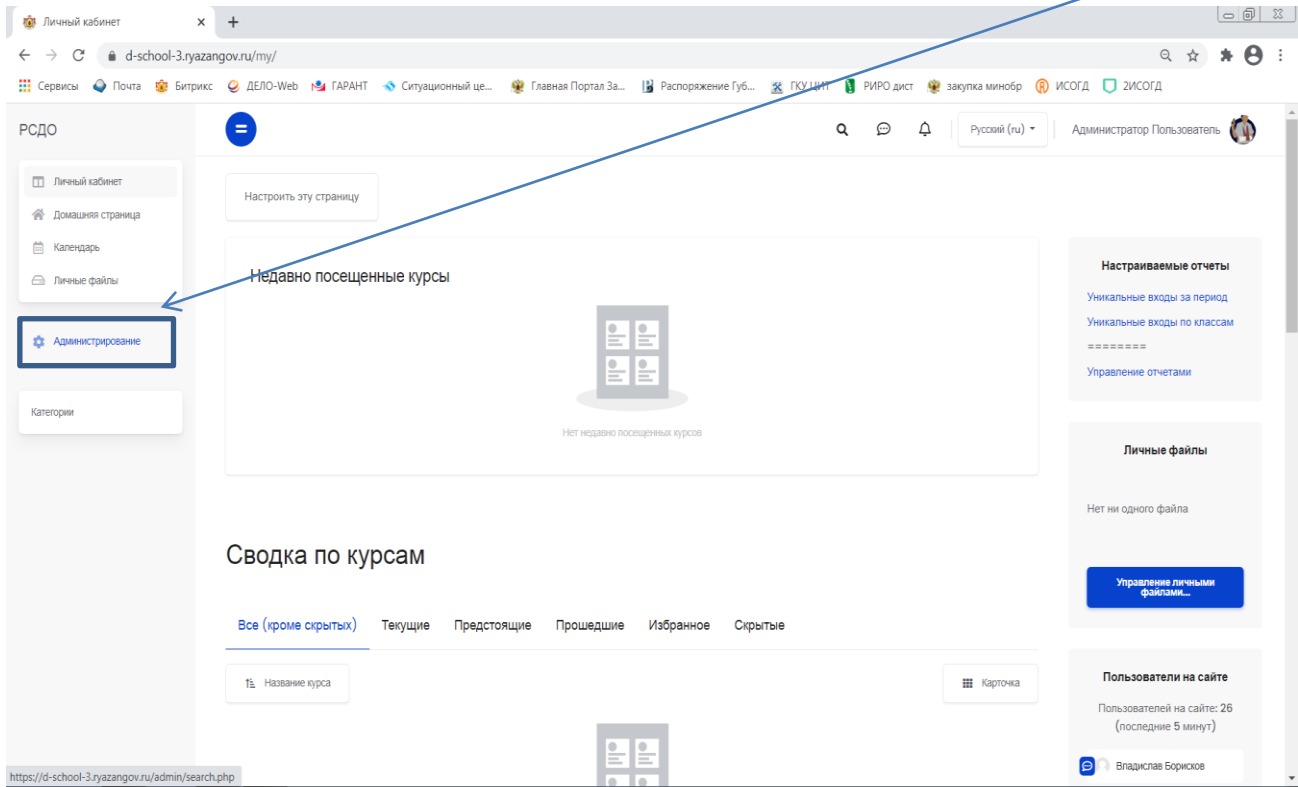 Личный кабинет
d-school-3.ryazangov.ru/my/
Сервисы Почта Битрикс ДЕЛО-Web ГАРАНТ Ситуационный це... Главная Портал За... Распоряжение Губ... ГКУ ЦИТ РИРО дист закупка минобр ИСОГД 2ИСОГД
РСДО
Русский (ru) Администратор Пользователь
Личный кабинет
Домашняя страница
Календарь
Личные файлы
Администрирование
Категории
Настроить эту страницу
Недавно посещенные курсы
Нет недавно посещенных курсов
Сводка по курсам
Все (кроме скрытых) Текущие Предстоящие Прошедшие Избранное Скрытые
Название курса Карточка
Настраиваемые отчеты
Уникальные входы за период
Уникальные входы по классам
========
Управление отчетами
Личные файлы
Нет ни одного файла
Управление личными
файлами...
Пользователи на сайте
Пользователей на сайте: 26
(последние 5 минут)
Владислав Борисков
https://d-school-3.ryazangov.ru/admin/search.php